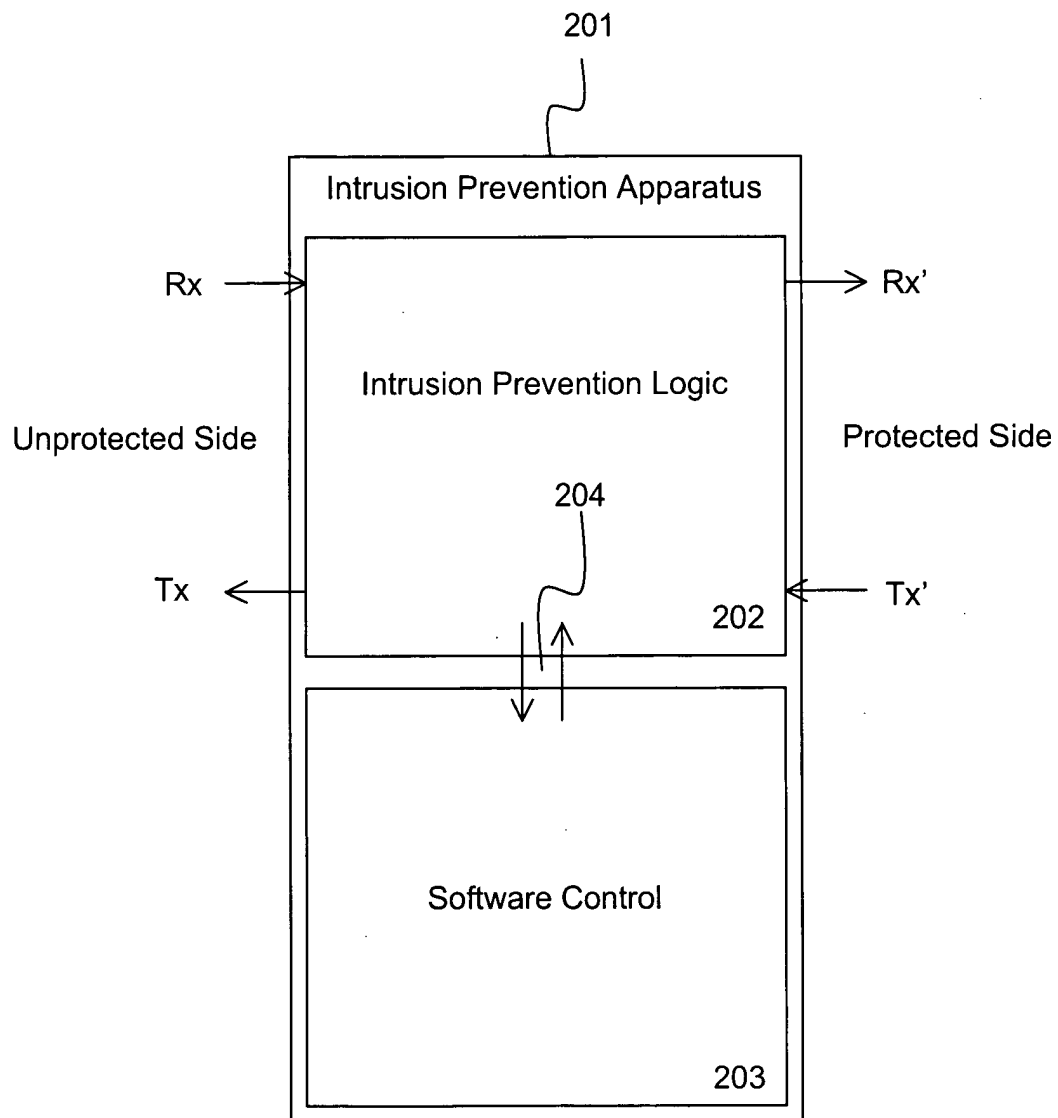 201
Intrusion Prevention Apparatus
Rx
Rx’
Intrusion Prevention Logic
Unprotected Side
Protected Side
204
Tx
Tx’
202
Software Control
203